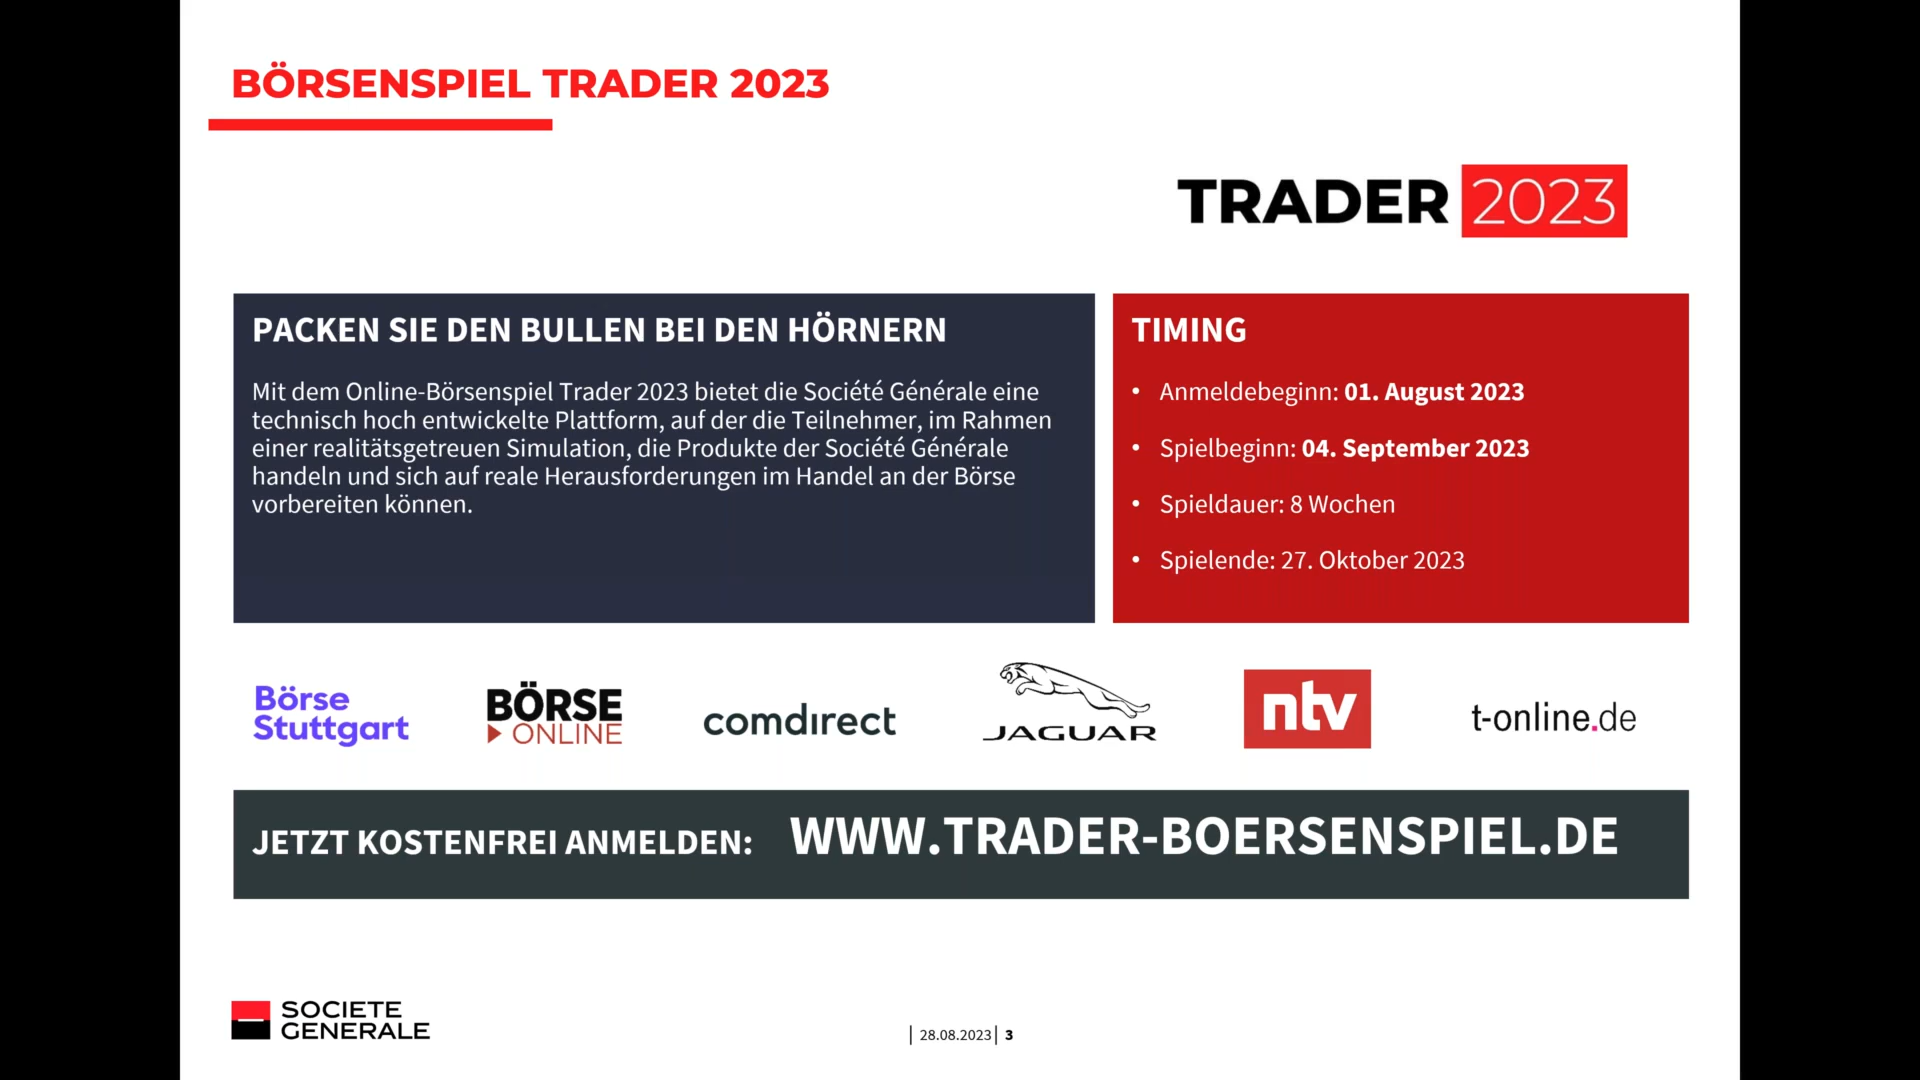 BÖRSENSPIEL TRADER 2023
TRADER 2023
PACKEN SIE DEN BULLEN BEI DEN HÖRNERN
Mit dem Online-Börsenspiel Trader 2023 bietet die Société Générale eine
technisch hoch entwickelte Plattform, auf der die Teilnehmer, im Rahmen
einer realitätsgetreuen Simulation, die Produkte der Société Générale
handeln und sich auf reale Herausforderungen im Handel an der Börse
vorbereiten können.
TIMING
• Anmeldebeginn: 01. August 2023
• Spielbeginn: 04. September 2023
• Spieldauer: 8 Wochen
• Spielende: 27. Oktober 2023
Börse
Stuttgart
BÖRSE
ONLINE
comdirect
JAGUAR
ntv
t-online.de
JETZT KOSTENFREI ANMELDEN: WWW.TRADER-BOERSENSPIEL.DE
SOCIETE
GENERALE
| 28.08.2023 | 3